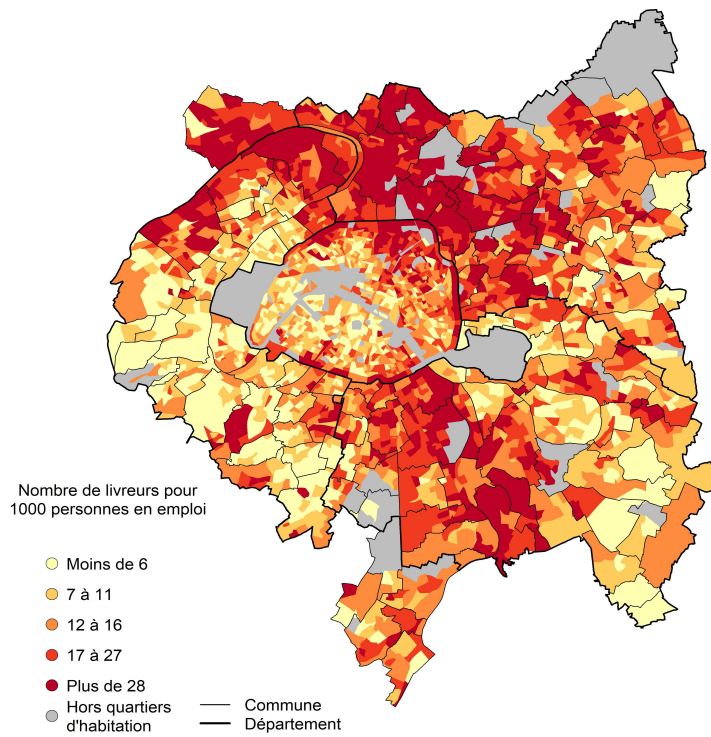 Nombre de livreurs pour
1000 personnes en emploi
Moins de 6
7 à 11
12 à 16
17 à 27
Plus de 28
Hors quartiers
d'habitation
Commune
Département